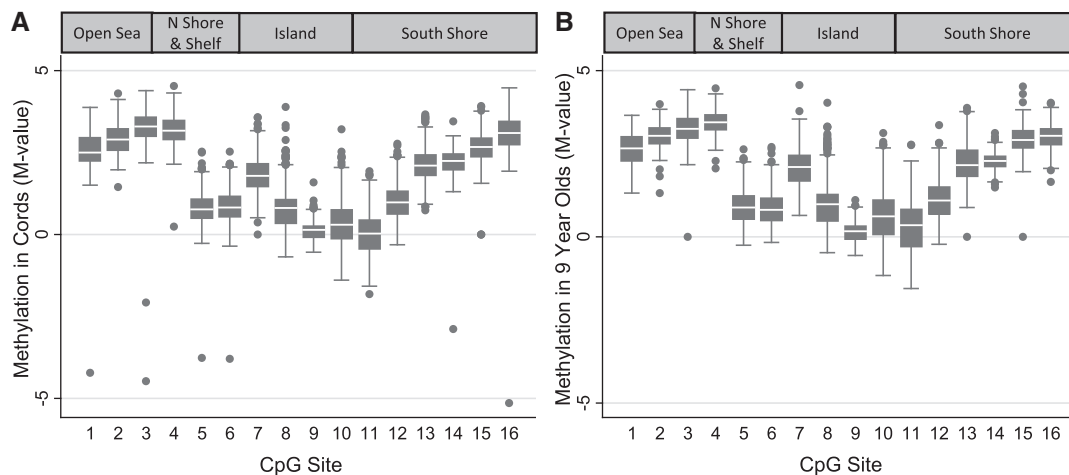 A
Open Sea
N Shore
& Shelf
Island
South Shore
Methylation in Cords (M-value)
5
0
-5
1 2 3 4 5 6 7 8 9 10 11 12 13 14 15 16
CpG Site
B
Open Sea
N Shore
& Shelf
Island
South Shore
Methylation in 9 Year Olds (M-value)
5
0
-5
1 2 3 4 5 6 7 8 9 10 11 12 13 14 15 16
CpG Site